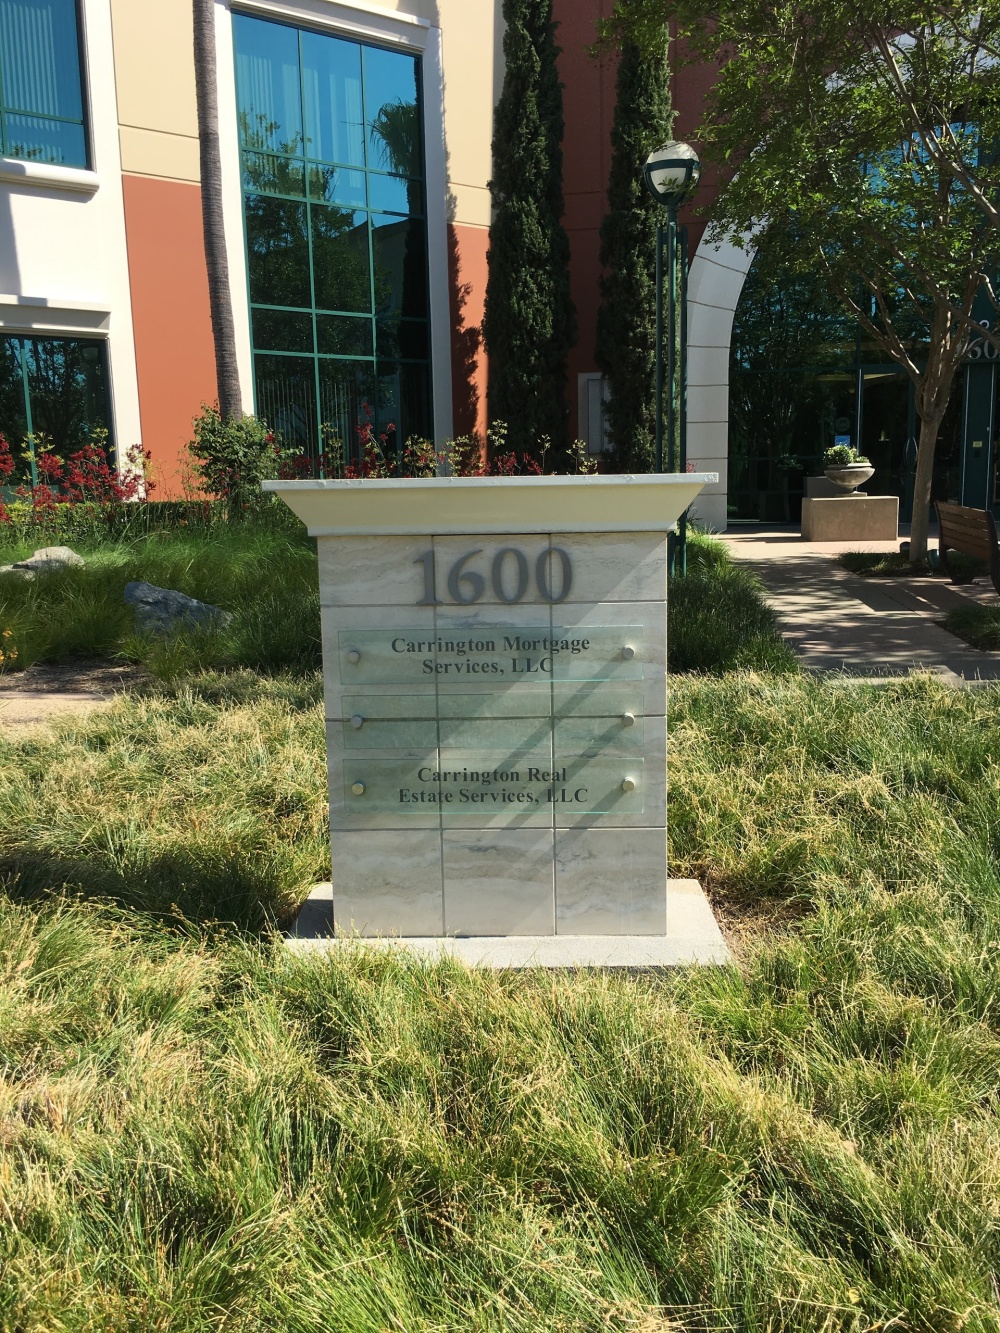 1600
Carrington Mortgage
Services, LLC
Carrington Real
Estate Services, LLC